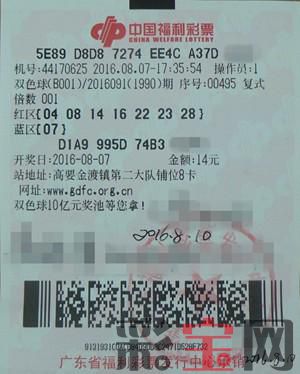 中国福利彩票
CHINA WELFARE LOTTERY
5E89 D8D8 7274 EE4C A37D
机号:44170625 2016.08.07-17:35:54 操作员:1
双色球(B001)/2016091(1990)期 序号:00495 复式
倍数 001
红区[04 08 14 16 22 23 28]
蓝区[07]
D1A9 995D 74B3
开奖日:2016-08-07 金额:14元
站地址:高要金渡镇第二大队铺位8卡
网址:www.gdfc.org.cn
双色球10亿元奖池等您拿!
2016-8-10
广东省福利彩票发行中心承销
2016.8.10